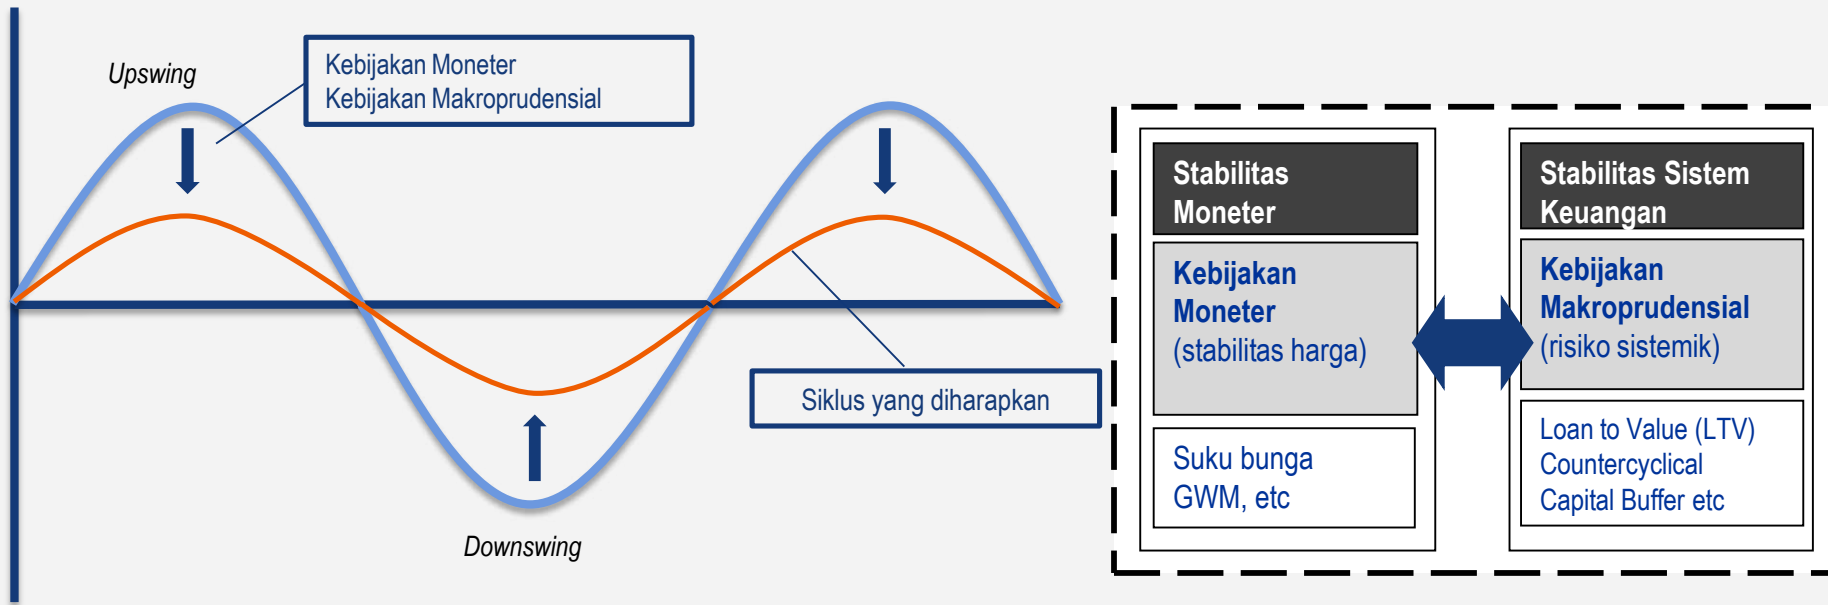 Upswing
Kebijakan Moneter
Kebijakan Makroprudensial
Siklus yang diharapkan
Downswing
Stabilitas
Moneter
Kebijakan
Moneter
(stabilitas harga)
Suku bunga
GWM, etc
Stabilitas Sistem
Keuangan
Kebijakan
Makroprudensial
(risiko sistemik)
Loan to Value (LTV)
Countercyclical
Capital Buffer etc